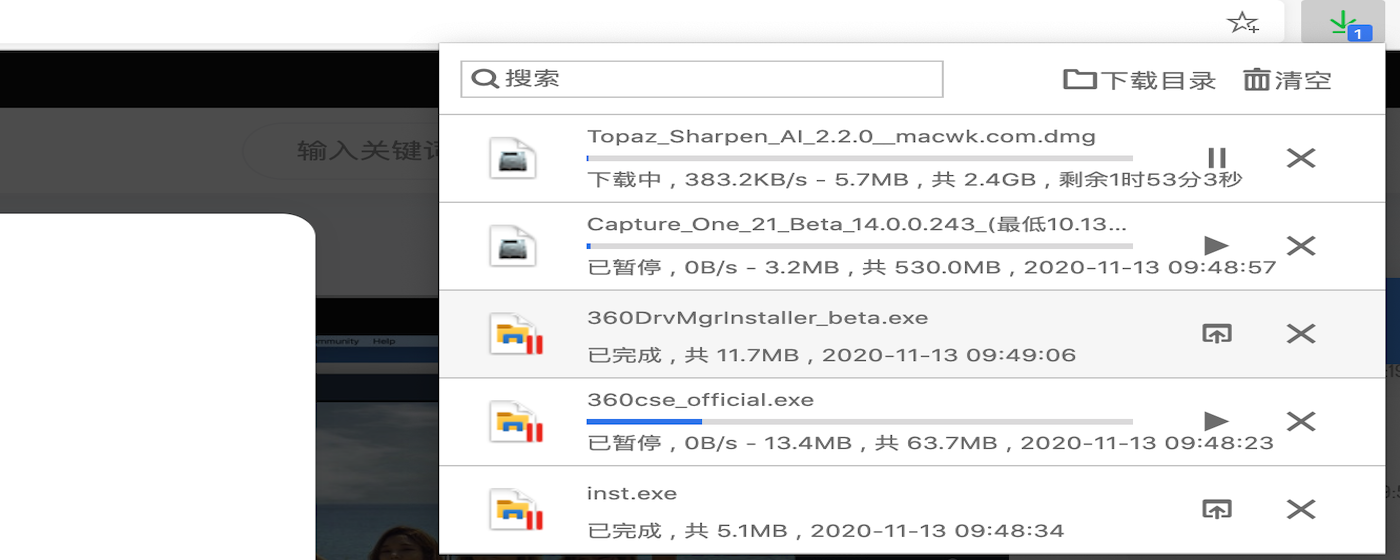 1
搜索
下载目录
清空
输入关键词
Topaz_Sharpen_AI_2.2.0__macwk.com.dmg
下载中，383.2KB/s - 5.7MB，共 2.4GB，剩余1时53分3秒
Capture_One_21_Beta_14.0.0.243_(最低10.13...
已暂停，0B/s - 3.2MB，共 530.0MB，2020-11-13 09:48:57
360DrvMgrInstaller_beta.exe
已完成，共 11.7MB，2020-11-13 09:49:06
mmunity Help
360cse_official.exe
已暂停，0B/s - 13.4MB，共 63.7MB，2020-11-13 09:48:23
inst.exe
已完成，共 5.1MB，2020-11-13 09:48:34